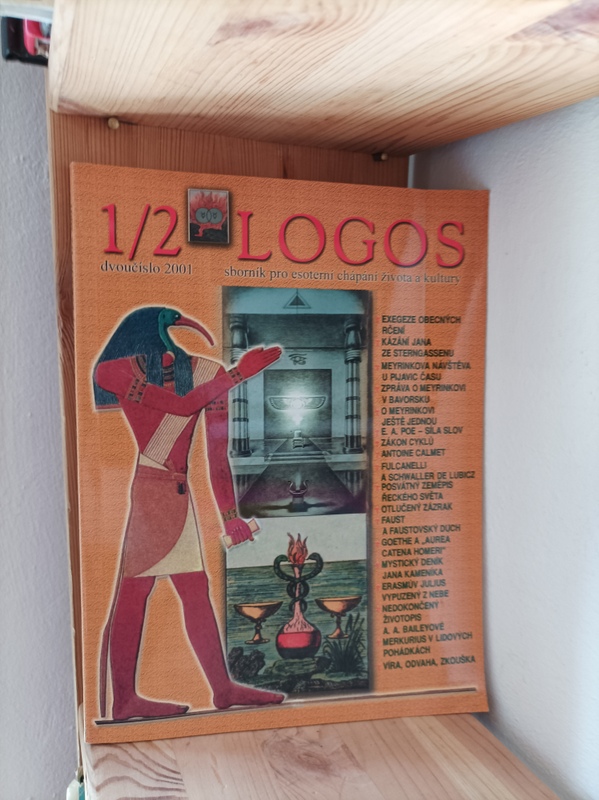 1/2 LOGOS
dvoučíslo 2001 sborník pro esoterní chápání života a kultury
EXEGEZE OBECNÝCH
RČENÍ
KÁZÁNÍ JANA
ZE STERNGASSENU
MEYRINKOVA NÁVŠTĚVA
U PIJAVIC ČASU
ZPRÁVA O MEYRINKOVI
V BAVORSKU
O MEYRINKOVI
JEŠTĚ JEDNOU
E. A. POE – SÍLA SLOV
ZÁKON CYKLŮ
ANTOINE CALMET
FULCANELLI
A SCHWALLER DE LUBICZ
POSVÁTNÝ ZEMĚPIS
ŘECKÉHO SVĚTA
OTLUČENÝ ZÁZRAK
FAUST
A FAUSTOVSKÝ DUCH
GOETHE A „AUREA
CATENA HOMERI"
MYSTICKÝ DENÍK
JANA KAMENÍKA
ERASMŮV JULIUS
VYPUZENÝ Z NEBE
NEDOKONČENÝ
ŽIVOTOPIS
A. A. BAILEYOVÉ
MERKURIUS V LIDOVÝCH
POHÁDKÁCH
VÍRA, ODVAHA, ZKOUŠKA